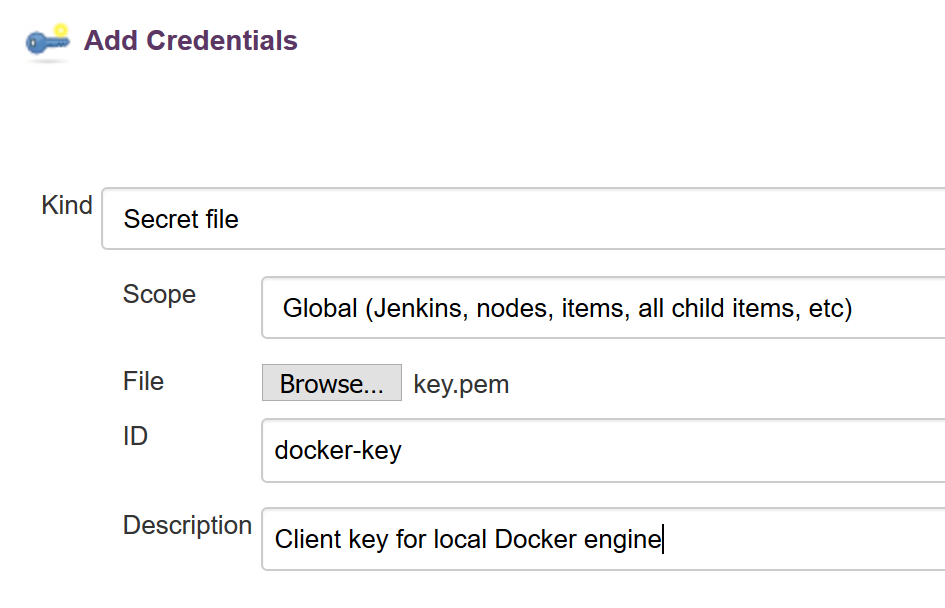 Add Credentials
Kind
Secret file
Scope
Global (Jenkins, nodes, items, all child items, etc)
File
Browse... key.pem
ID
docker-key
Description
Client key for local Docker engine